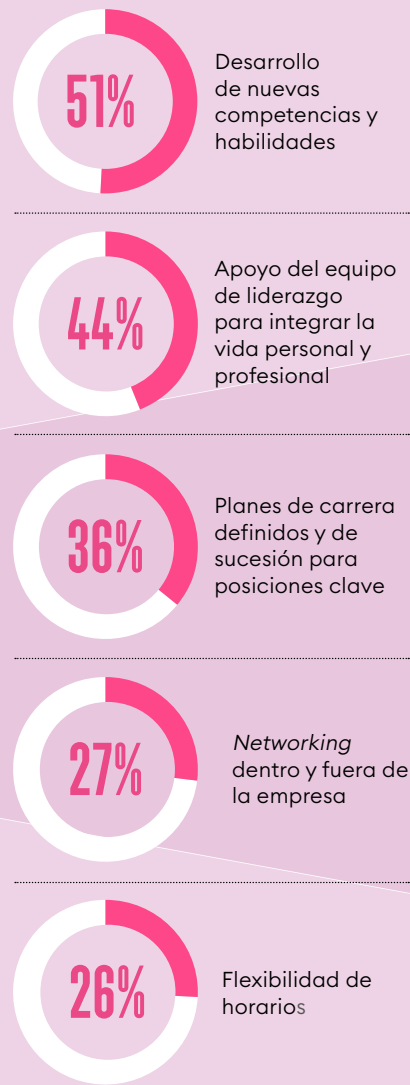 51%
Desarrollo
de nuevas
competencias y
habilidades
44%
Apoyo del equipo
de liderazgo
para integrar la
vida personal y
profesional
36%
Planes de carrera
definidos y de
sucesión para
posiciones clave
27%
Networking
dentro y fuera de
la empresa
26%
Flexibilidad de
horarios